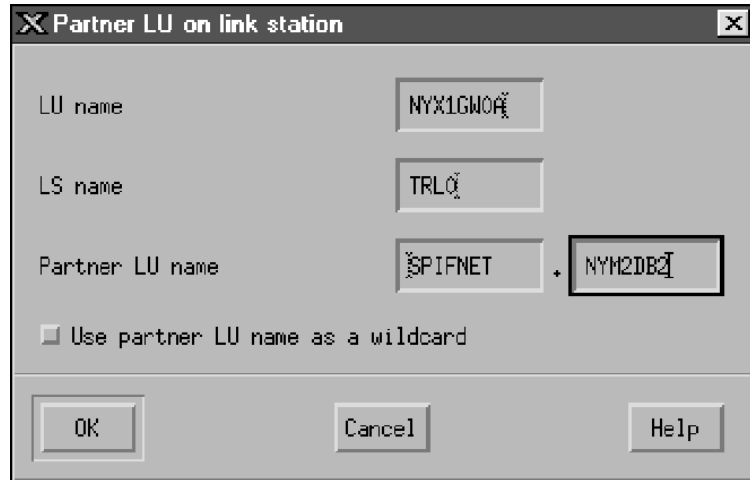 Partner LU on link station
LU name NYX1GW0A
LS name TRL0
Partner LU name SPIFNET . NYM2DB2
Use partner LU name as a wildcard
OK Cancel Help